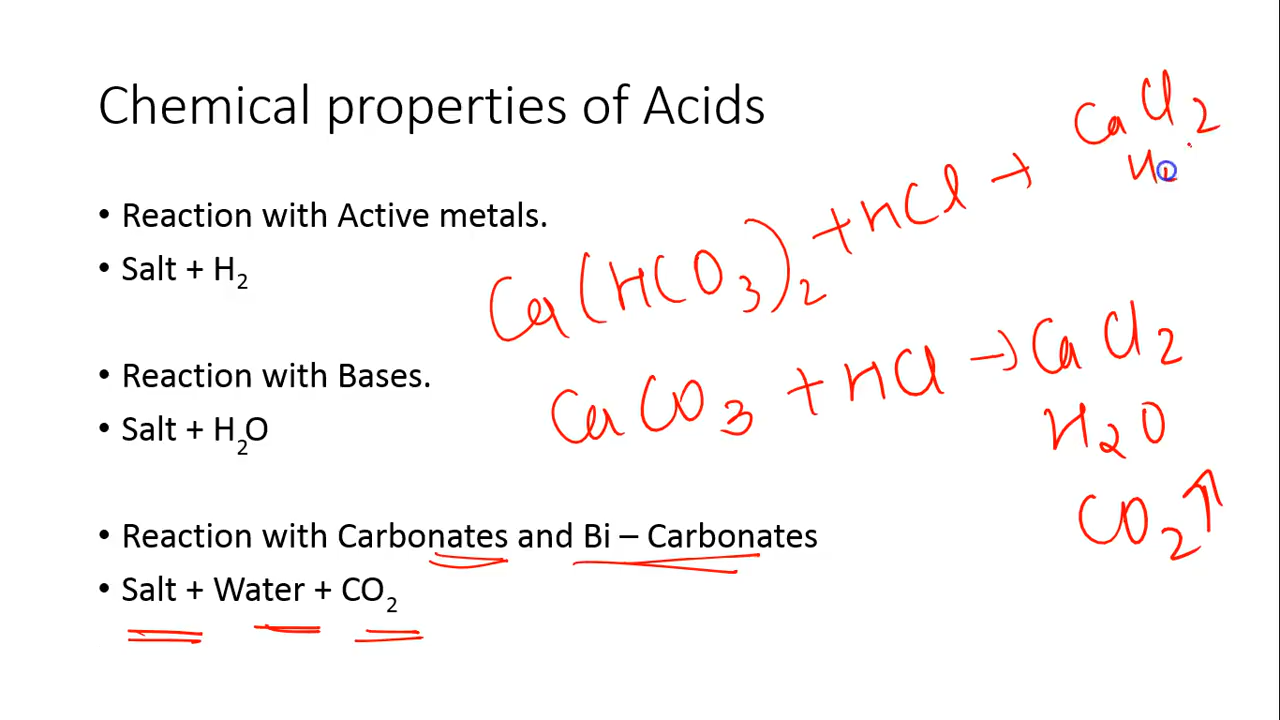 Chemical properties of Acids
• Reaction with Active metals.
• Salt + H₂
• Reaction with Bases.
• Salt + H₂O
• Reaction with Carbonates and Bi – Carbonates
• Salt + Water + CO₂
Ca(HCO₃)₂ + HCl → CaCl₂
H₂
CaCO₃ + HCl → CaCl₂
H₂O
CO₂↑